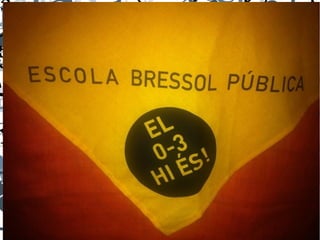 ESCOLA BRESSOL PÚBLICA
EL
0-3
HI ÉS!